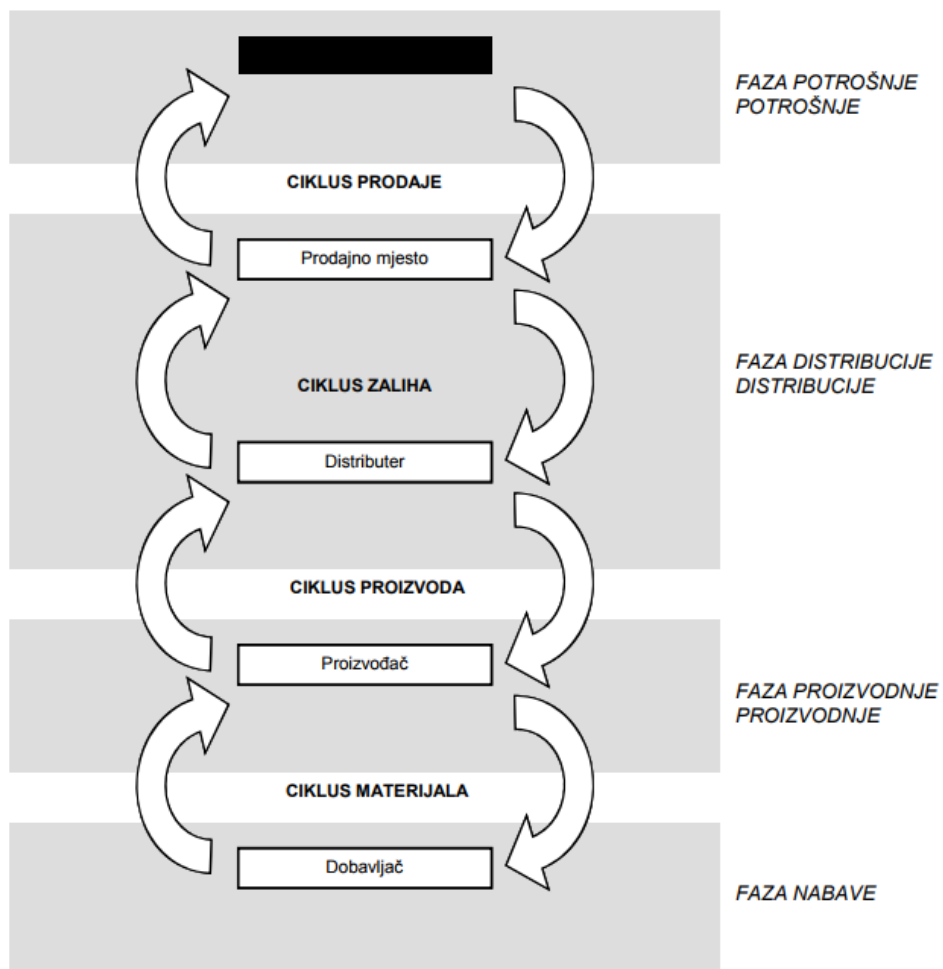 FAZA POTROŠNJE
POTROŠNJE
CIKLUS PRODAJE
Prodajno mjesto
FAZA DISTRIBUCIJE
DISTRIBUCIJE
CIKLUS ZALIHA
Distributer
CIKLUS PROIZVODA
Proizvođač
FAZA PROIZVODNJE
PROIZVODNJE
CIKLUS MATERIJALA
Dobavljač
FAZA NABAVE